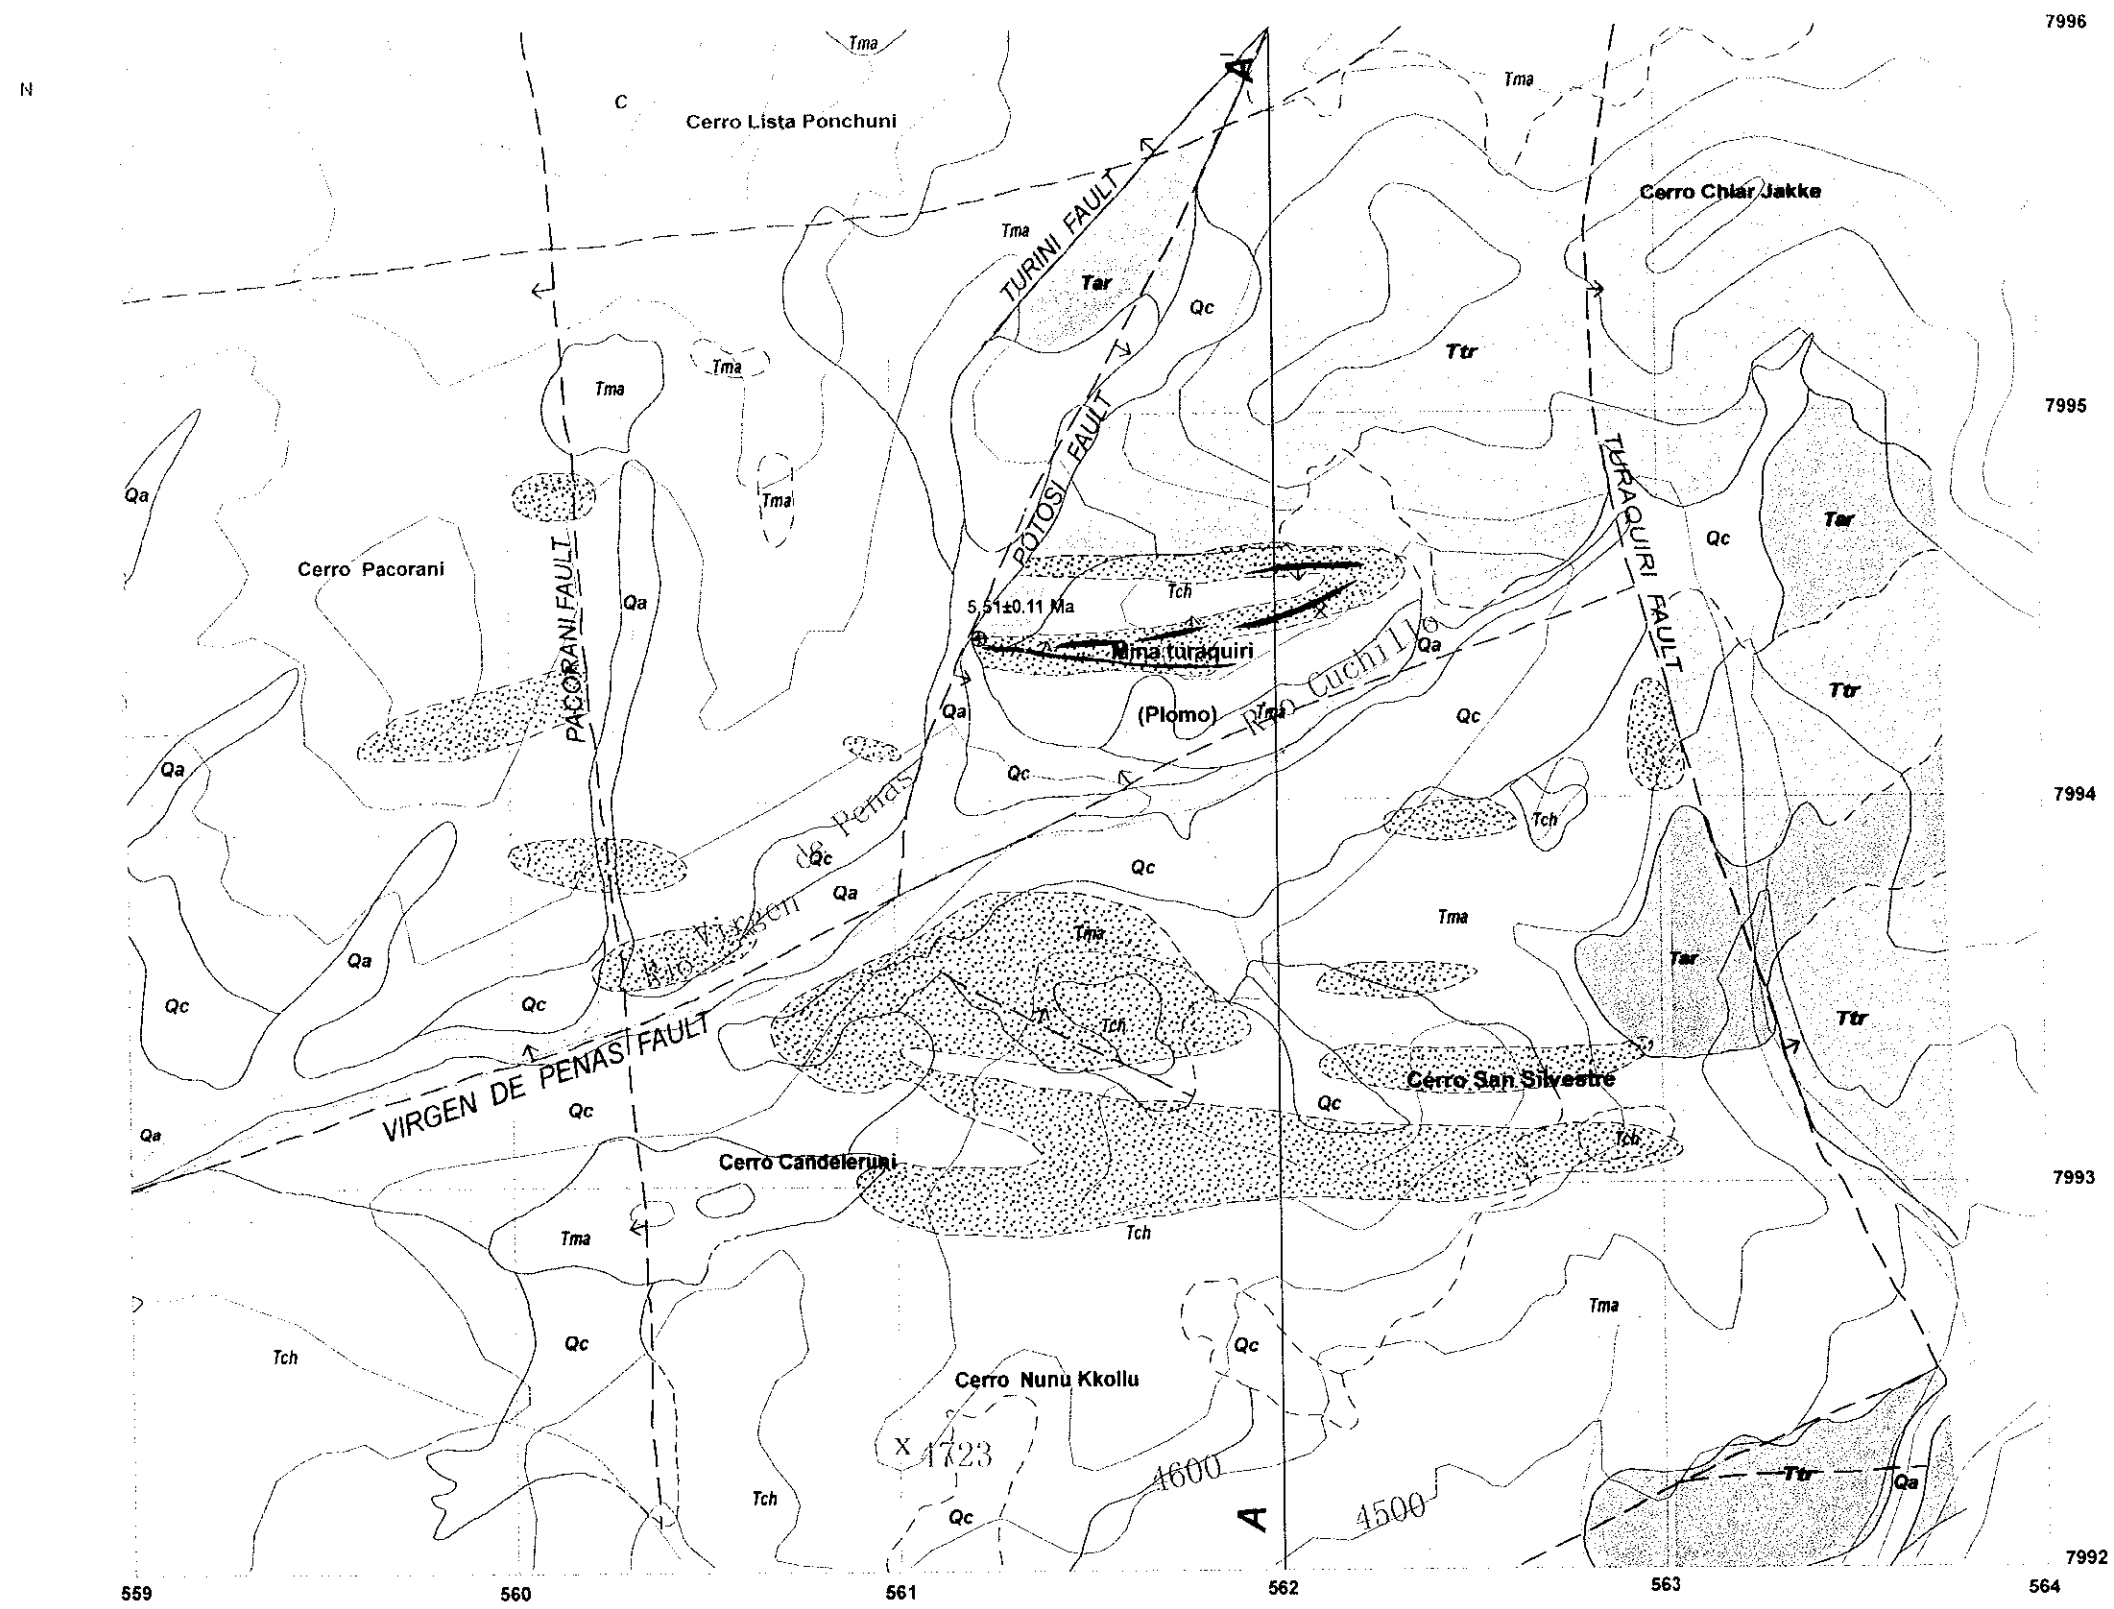 7996
Tma
A
Tma
N
C
Cerro Lista Ponchuni
Cerro Chiar Jakke
TURINI FAULT
Tma
Tar
Qc
Ttr
Tma
Tma
7995
POTOSI FAULT
TURAQUIRI FAULT
Qa
Tma
Tar
Qc
Cerro Pacorani
PACORANI FAULT
Tch
Qa
5,51±0.11 Ma
Mina turaquiri
Rio Cuchillo
Qa
Ttr
Qa
(Plomo)
Tma
Qc
Qa
Qc
7994
Tch
Rio Virgen de Penas
Qc
Qc
Qa
Tma
Tma
Qa
Tar
Qc
Qc
Tch
Ttr
VIRGEN DE PENAS FAULT
Cerro San Silvestre
Qc
Qc
Qa
Tch
Cerro Candeleruni
7993
Tma
Tch
Tma
Qc
Qc
Tch
Cerro Nunu Kkollu
x 4723
4600
Ttr
Qa
Tch
4500
Qc
A
7992
559
560
561
562
563
564